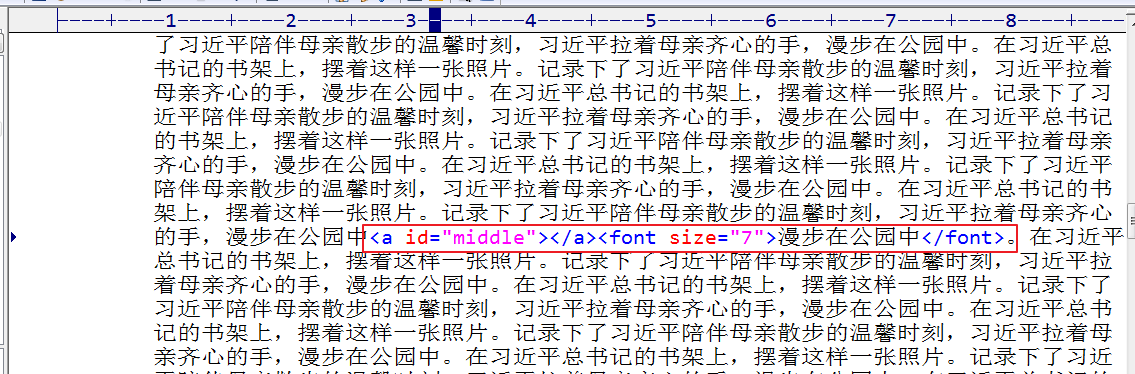 ----+----1----+----2----+----3----+----4----+----5----+----6----+----7----+----8----+---
了习近平陪伴母亲散步的温馨时刻，习近平拉着母亲齐心的手，漫步在公园中。在习近平总
书记的书架上，摆着这样一张照片。记录下了习近平陪伴母亲散步的温馨时刻，习近平拉着
母亲齐心的手，漫步在公园中。在习近平总书记的书架上，摆着这样一张照片。记录下了习
近平陪伴母亲散步的温馨时刻，习近平拉着母亲齐心的手，漫步在公园中。在习近平总书记
的书架上，摆着这样一张照片。记录下了习近平陪伴母亲散步的温馨时刻，习近平拉着母亲
齐心的手，漫步在公园中。在习近平总书记的书架上，摆着这样一张照片。记录下了习近平
陪伴母亲散步的温馨时刻，习近平拉着母亲齐心的手，漫步在公园中。在习近平总书记的书
架上，摆着这样一张照片。记录下了习近平陪伴母亲散步的温馨时刻，习近平拉着母亲齐心
的手，漫步在公园中<a id="middle"></a><font size="7">漫步在公园中</font>。在习近平
总书记的书架上，摆着这样一张照片。记录下了习近平陪伴母亲散步的温馨时刻，习近平拉
着母亲齐心的手，漫步在公园中。在习近平总书记的书架上，摆着这样一张照片。记录下了
习近平陪伴母亲散步的温馨时刻，习近平拉着母亲齐心的手，漫步在公园中。在习近平总书
记的书架上，摆着这样一张照片。记录下了习近平陪伴母亲散步的温馨时刻，习近平拉着母
亲齐心的手，漫步在公园中。在习近平总书记的书架上，摆着这样一张照片。记录下了习近